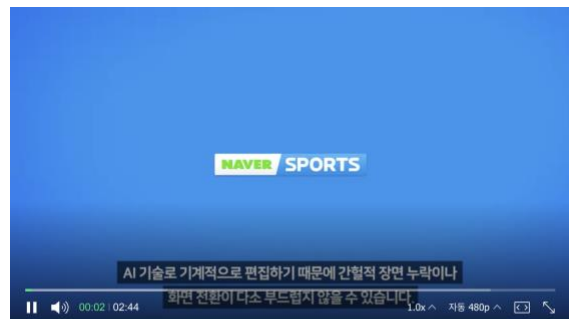 NAVER SPORTS
AI 기술로 기계적으로 편집하기 때문에 간헐적 장면 누락이나
화면 전환이 다소 부드럽지 않을 수 있습니다.
00:02 02:44 1.0x 자동 480p